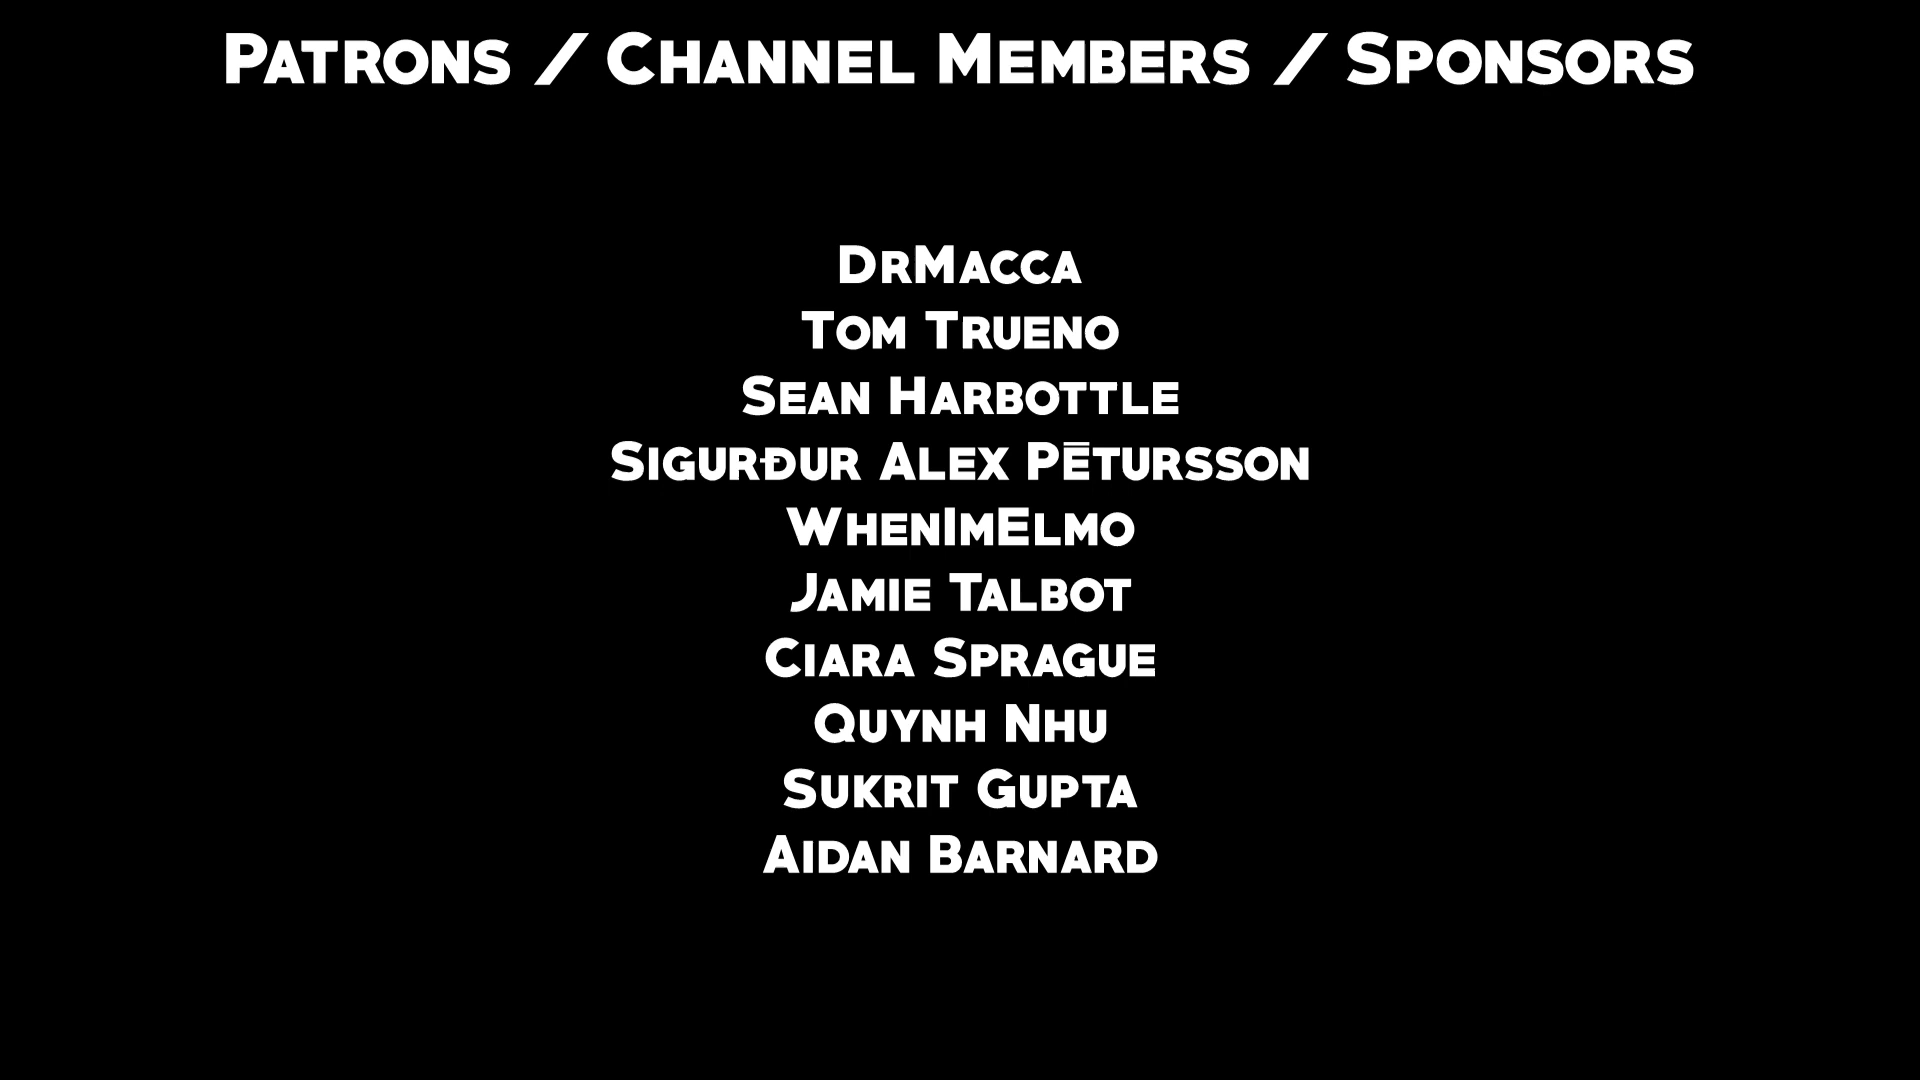 Patrons / Channel Members / Sponsors
DrMacca
Tom Trueno
Sean Harbottle
Sigurður Alex Pētursson
WhenImElmo
Jamie Talbot
Ciara Sprague
Quynh Nhu
Sukrit Gupta
Aidan Barnard